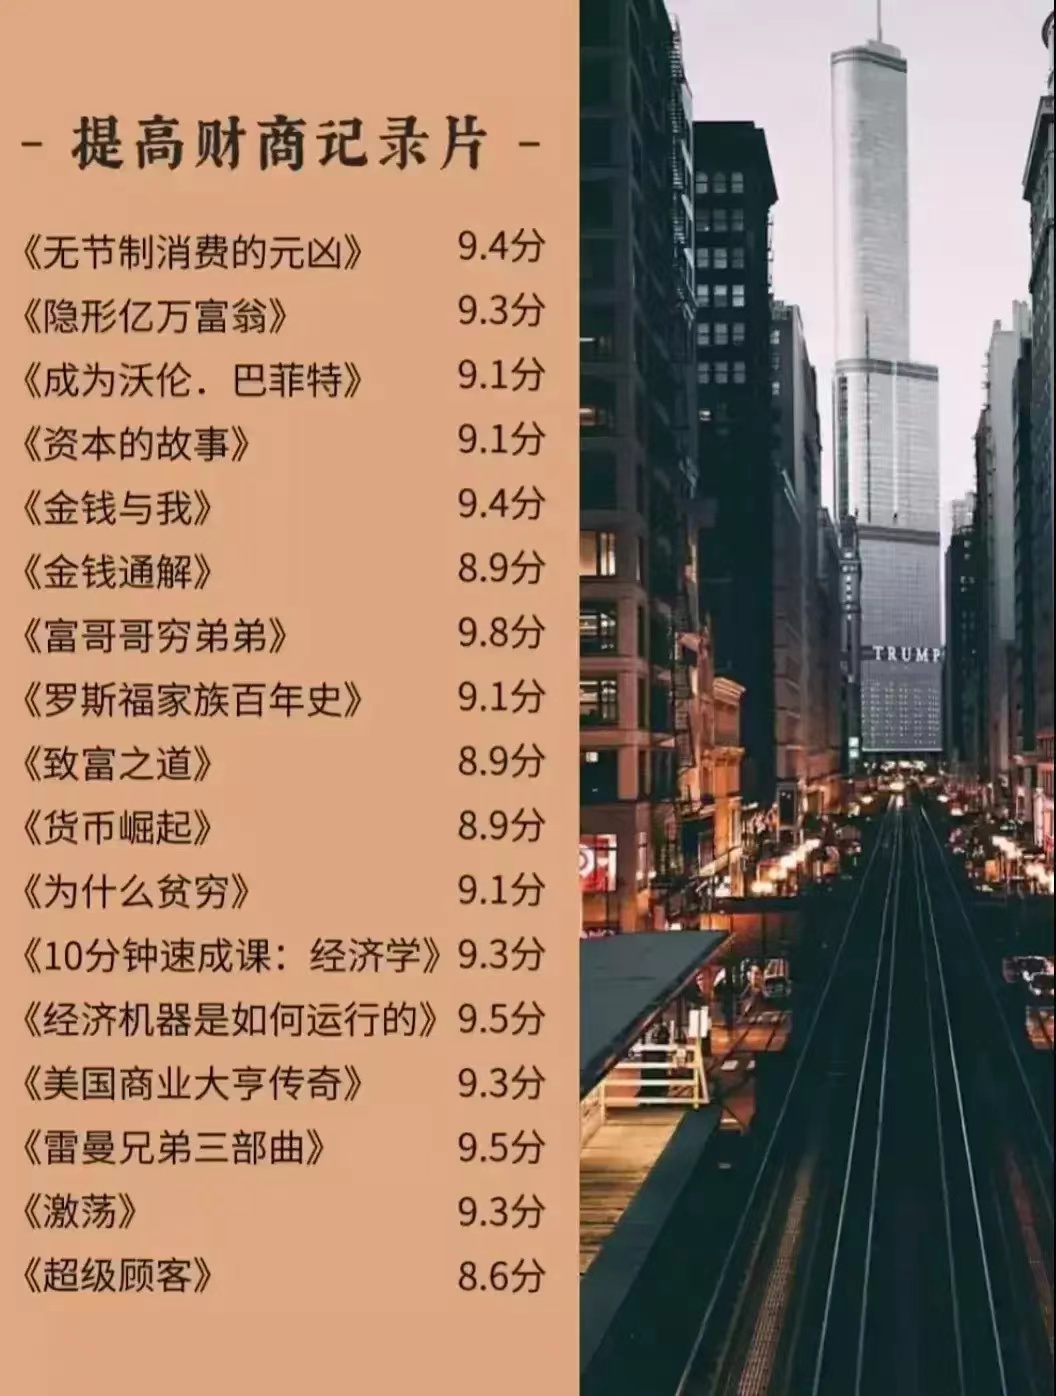 - 提高财商记录片 -
《无节制消费的元凶》 9.4分
《隐形亿万富翁》 9.3分
《成为沃伦．巴菲特》 9.1分
《资本的故事》 9.1分
《金钱与我》 9.4分
《金钱通解》 8.9分
《富哥哥穷弟弟》 9.8分
《罗斯福家族百年史》 9.1分
《致富之道》 8.9分
《货币崛起》 8.9分
《为什么贫穷》 9.1分
《10分钟速成课：经济学》 9.3分
《经济机器是如何运行的》 9.5分
《美国商业大亨传奇》 9.3分
《雷曼兄弟三部曲》 9.5分
《激荡》 9.3分
《超级顾客》 8.6分
TRUMP